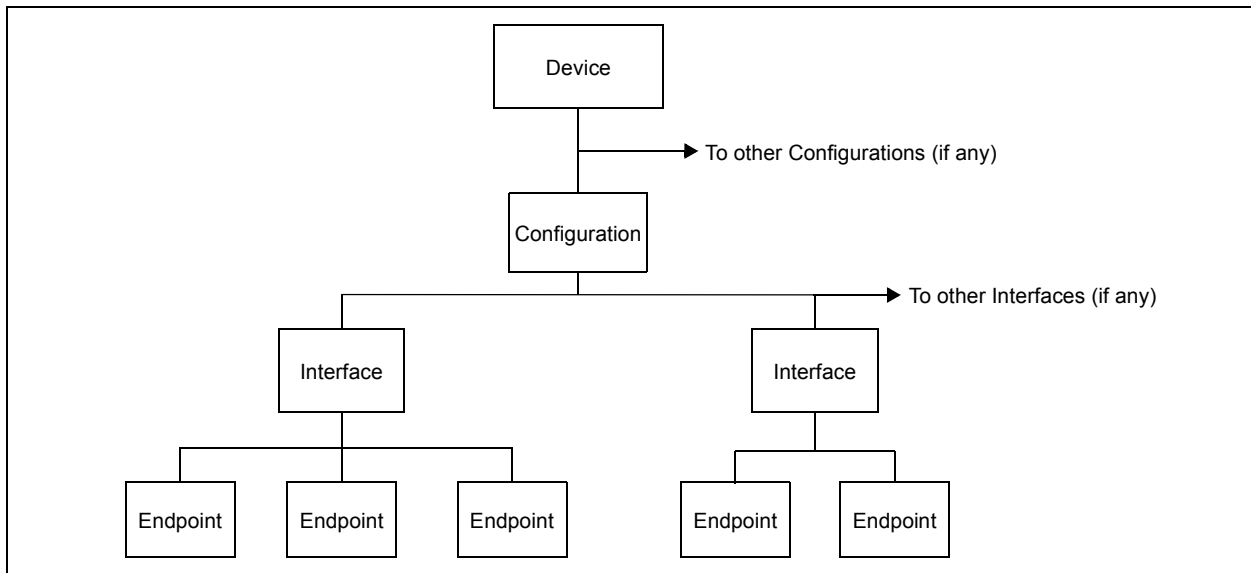 Device
To other Configurations (if any)
Configuration
To other Interfaces (if any)
Interface
Interface
Endpoint
Endpoint
Endpoint
Endpoint
Endpoint